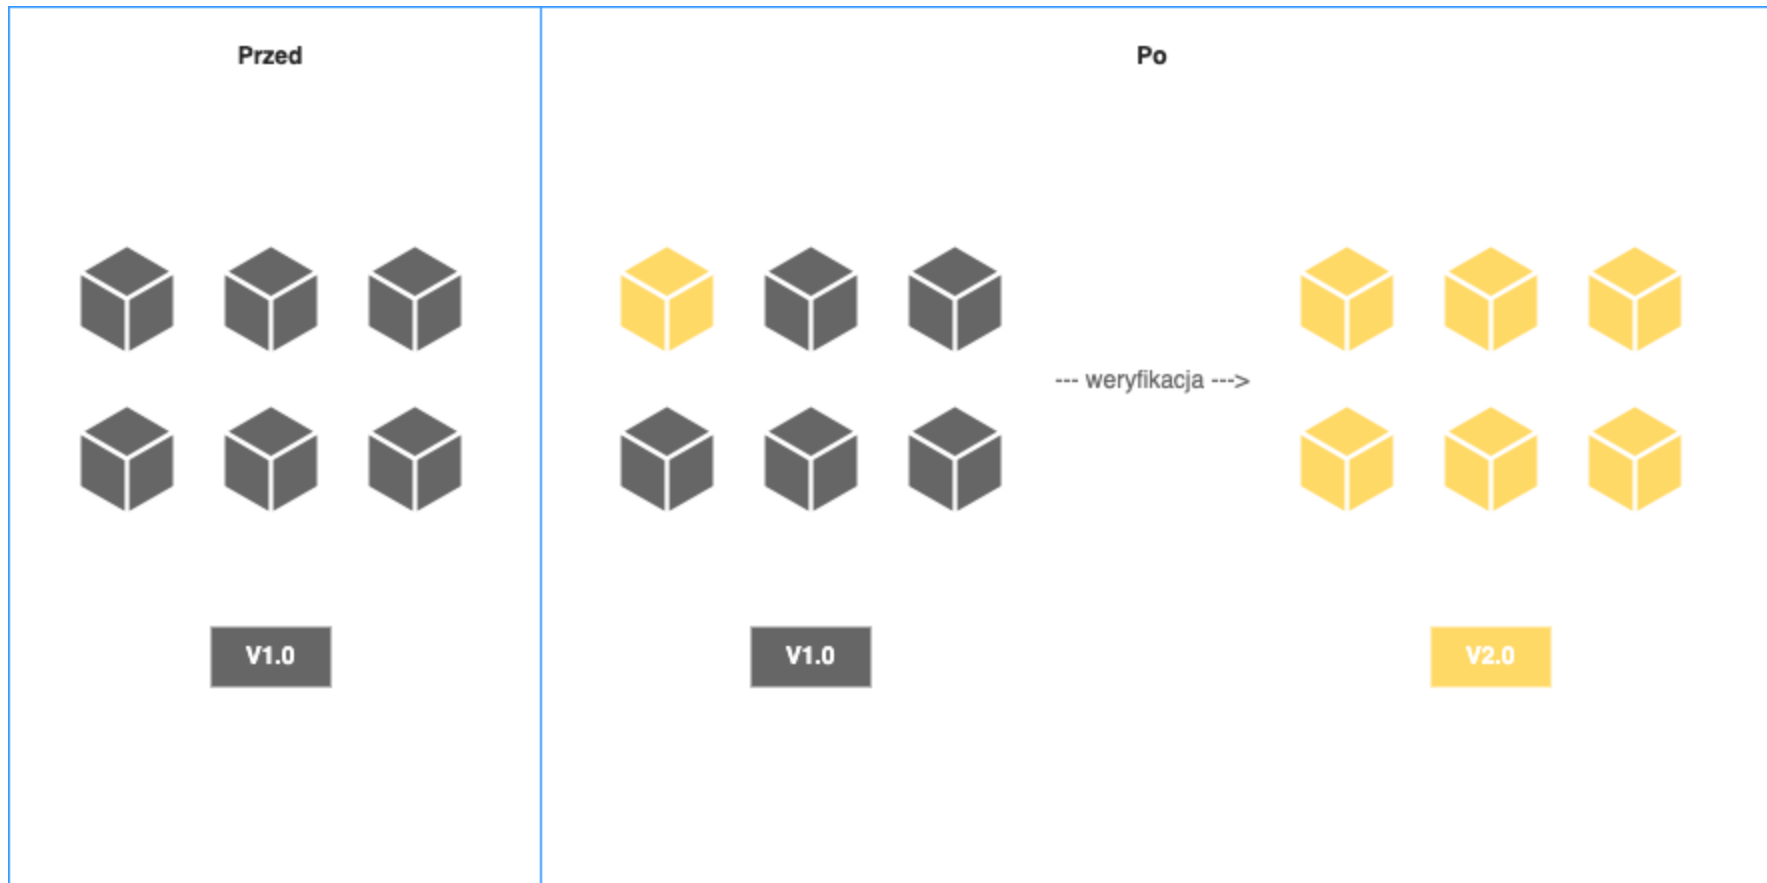 Przed
Po
--- weryfikacja --->
V1.0
V1.0
V2.0